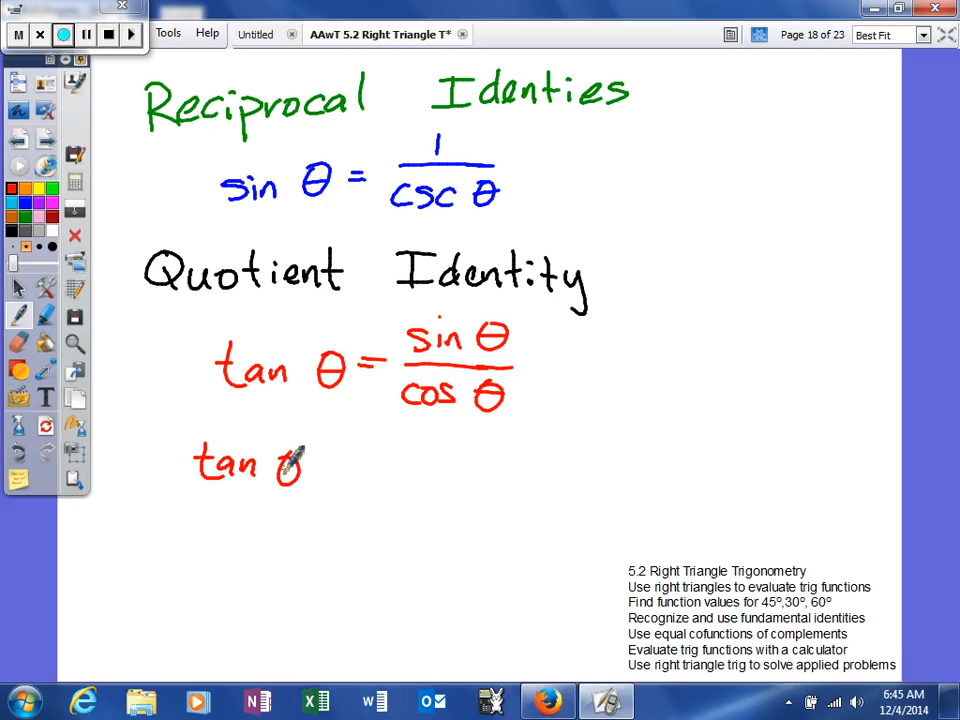 M
Tools Help Untitled AAwT 5.2 Right Triangle T* Page 18 of 23 Best Fit
Reciprocal Identies
sin θ = 1/csc θ
Quotient Identity
tan θ = sin θ/cos θ
tan θ
5.2 Right Triangle Trigonometry
Use right triangles to evaluate trig functions
Find function values for 45º,30º, 60º
Recognize and use fundamental identities
Use equal cofunctions of complements
Evaluate trig functions with a calculator
Use right triangle trig to solve applied problems
6:45 AM
12/4/2014